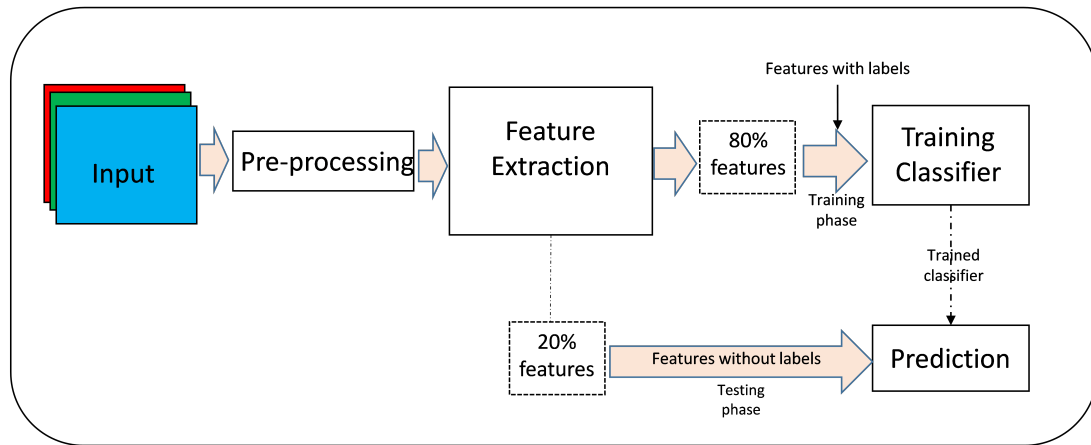 Features with labels
Input
Pre-processing
Feature
Extraction
80%
features
Training
Classifier
Training
phase
Trained
classifier
20%
features
Features without labels
Testing
phase
Prediction